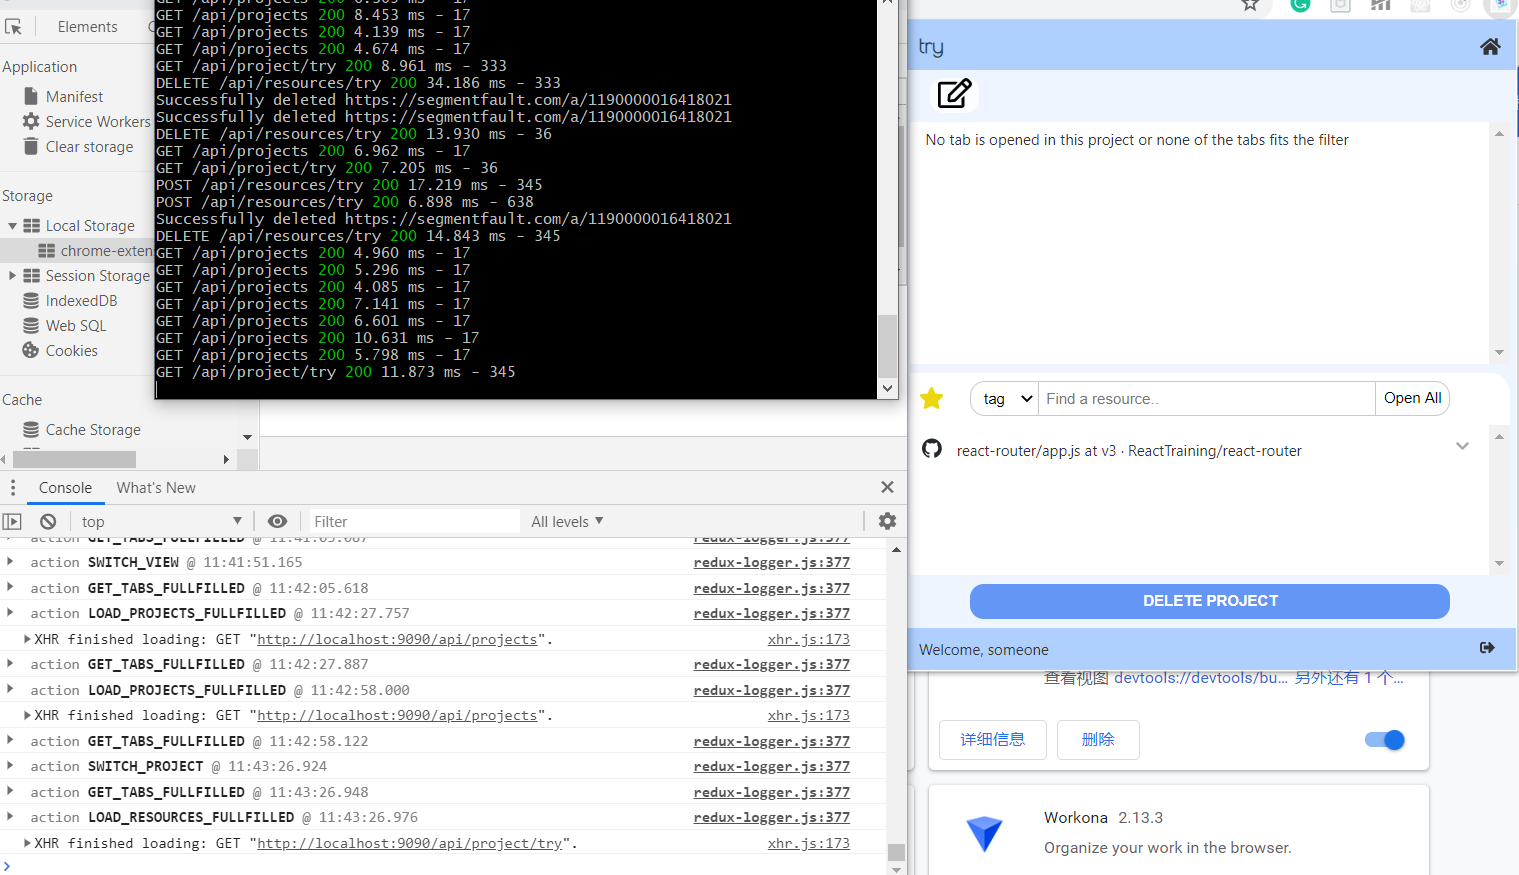 Elements
Application
Manifest
Service Workers
Clear storage
Storage
Local Storage
chrome-exten
Session Storage
IndexedDB
Web SQL
Cookies
Cache
Cache Storage
GET /api/projects 200 8.453 ms - 17
GET /api/projects 200 4.139 ms - 17
GET /api/projects 200 4.674 ms - 17
GET /api/project/try 200 8.961 ms - 333
DELETE /api/resources/try 200 34.186 ms - 333
Successfully deleted https://segmentfault.com/a/1190000016418021
Successfully deleted https://segmentfault.com/a/1190000016418021
DELETE /api/resources/try 200 13.930 ms - 36
GET /api/projects 200 6.962 ms - 17
GET /api/project/try 200 7.205 ms - 36
POST /api/resources/try 200 17.219 ms - 345
POST /api/resources/try 200 6.898 ms - 638
Successfully deleted https://segmentfault.com/a/1190000016418021
DELETE /api/resources/try 200 14.843 ms - 345
GET /api/projects 200 4.960 ms - 17
GET /api/projects 200 5.296 ms - 17
GET /api/projects 200 4.085 ms - 17
GET /api/projects 200 7.141 ms - 17
GET /api/projects 200 6.601 ms - 17
GET /api/projects 200 10.631 ms - 17
GET /api/projects 200 5.798 ms - 17
GET /api/project/try 200 11.873 ms - 345
Console What's New
top Filter All levels
action GET_TABS_FULLFILLED @ 11:41:05.087 redux-logger.js:377
action SWITCH_VIEW @ 11:41:51.165 redux-logger.js:377
action GET_TABS_FULLFILLED @ 11:42:05.618 redux-logger.js:377
action LOAD_PROJECTS_FULLFILLED @ 11:42:27.757 redux-logger.js:377
XHR finished loading: GET "http://localhost:9090/api/projects". xhr.js:173
action GET_TABS_FULLFILLED @ 11:42:27.887 redux-logger.js:377
action LOAD_PROJECTS_FULLFILLED @ 11:42:58.000 redux-logger.js:377
XHR finished loading: GET "http://localhost:9090/api/projects". xhr.js:173
action GET_TABS_FULLFILLED @ 11:42:58.122 redux-logger.js:377
action SWITCH_PROJECT @ 11:43:26.924 redux-logger.js:377
action GET_TABS_FULLFILLED @ 11:43:26.948 redux-logger.js:377
action LOAD_RESOURCES_FULLFILLED @ 11:43:26.976 redux-logger.js:377
XHR finished loading: GET "http://localhost:9090/api/project/try". xhr.js:173
try
No tab is opened in this project or none of the tabs fits the filter
tag Find a resource.. Open All
react-router/app.js at v3 · ReactTraining/react-router
DELETE PROJECT
Welcome, someone
查看视图 devtools://devtools/bu... 另外还有 1 个...
详细信息 删除
Workona 2.13.3
Organize your work in the browser.